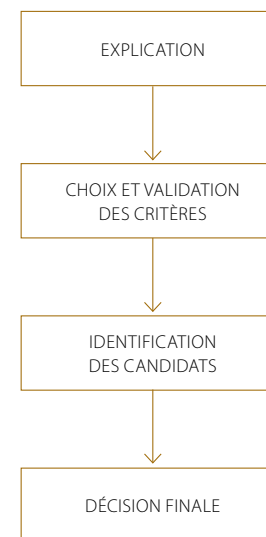 EXPLICATION
CHOIX ET VALIDATION
DES CRITÈRES
IDENTIFICATION
DES CANDIDATS
DÉCISION FINALE